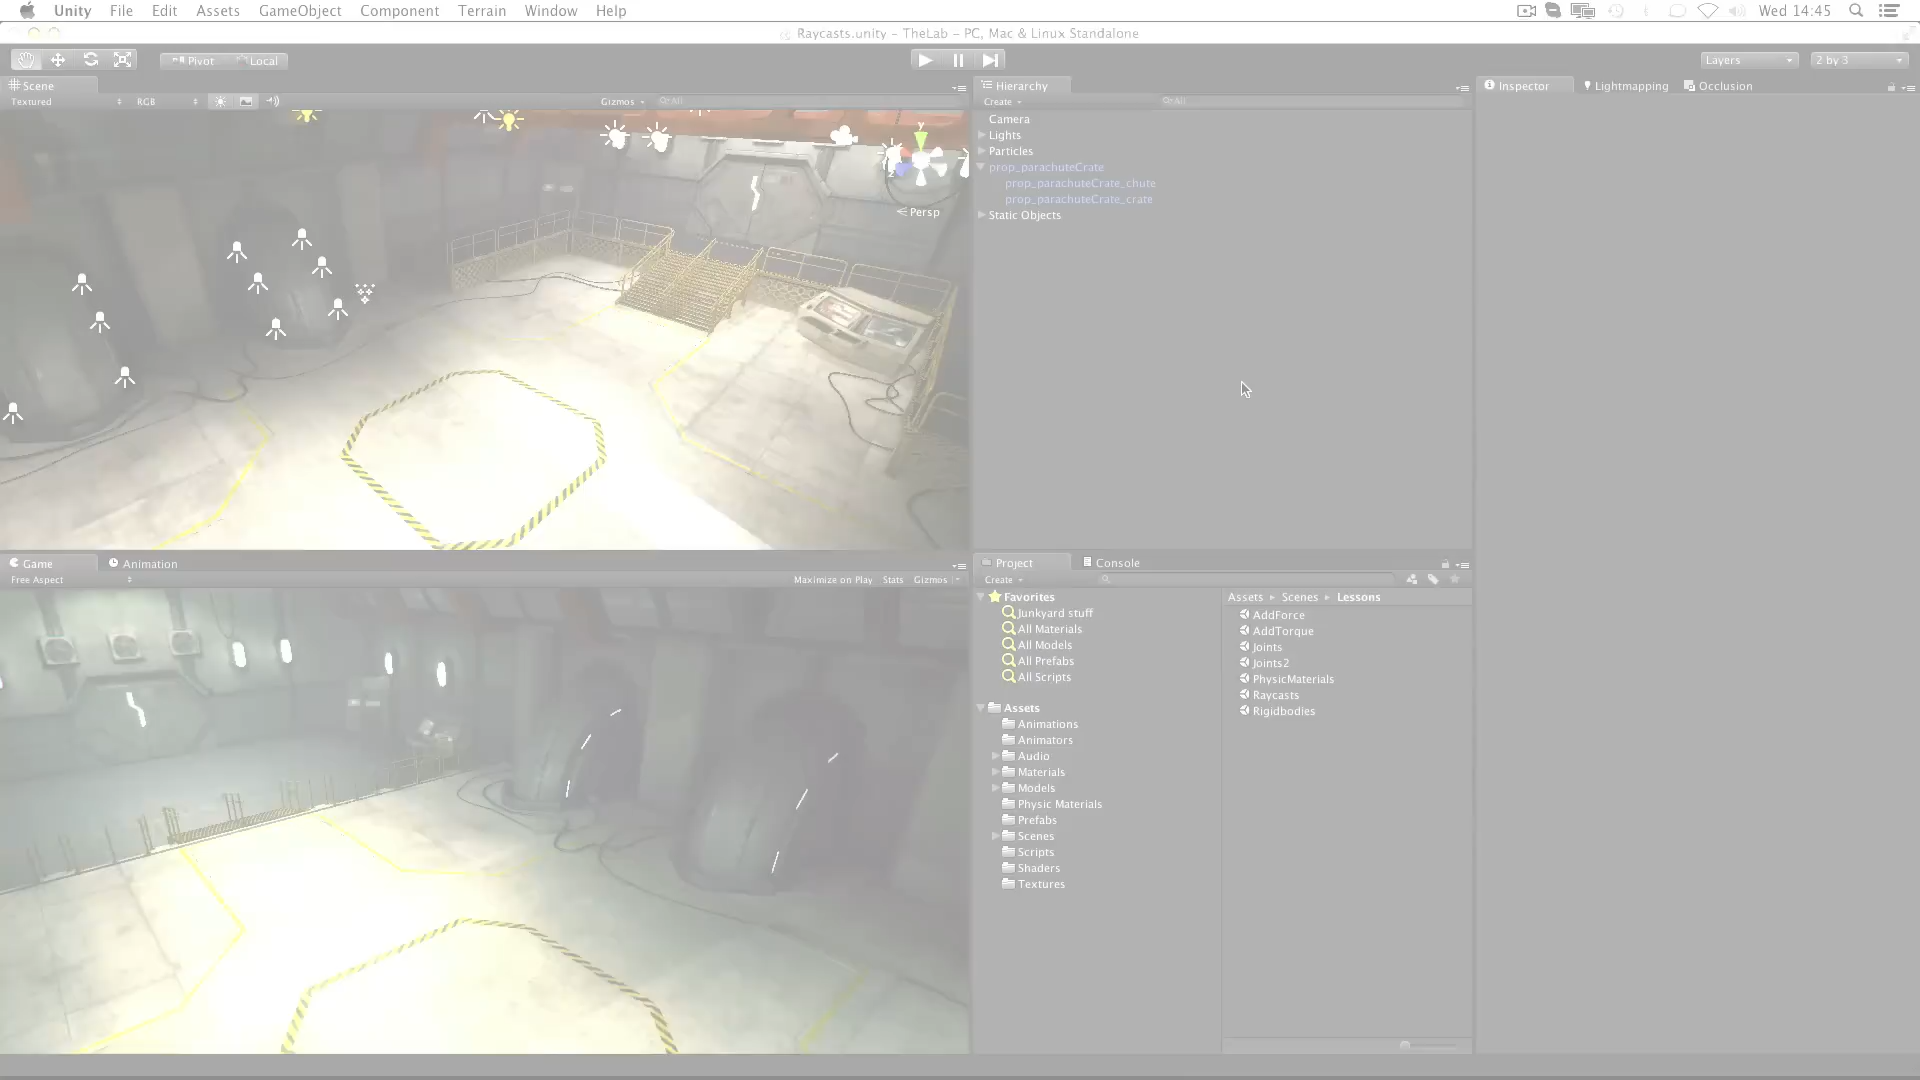 Unity File Edit Assets GameObject Component Terrain Window Help Wed 14:45
Raycasts.unity – TheLab – PC, Mac & Linux Standalone
Pivot Local Layers 2 by 3
Scene
Textured RGB Gizmos All
Persp
y
z
Hierarchy
Create All
Camera
Lights
Particles
prop_parachuteCrate
prop_parachuteCrate_chute
prop_parachuteCrate_crate
Static Objects
Inspector Lightmapping Occlusion
Game Animation
Free Aspect Maximize on Play Stats Gizmos
Project Console
Create
Favorites
Junkyard stuff
All Materials
All Models
All Prefabs
All Scripts
Assets
Animations
Animators
Audio
Materials
Models
Physic Materials
Prefabs
Scenes
Scripts
Shaders
Textures
Assets Scenes Lessons
AddForce
AddTorque
Joints
Joints2
PhysicMaterials
Raycasts
Rigidbodies